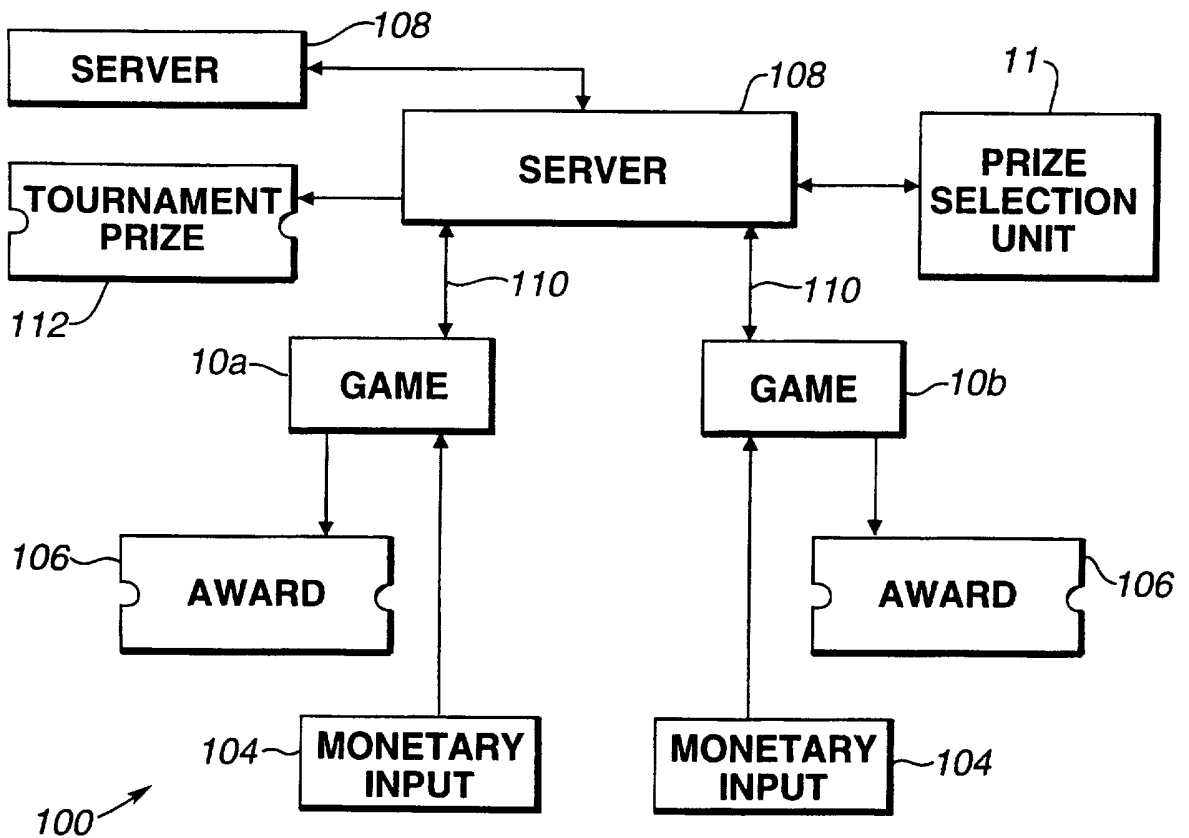 108
SERVER
108
11
SERVER
PRIZE
SELECTION
UNIT
TOURNAMENT
PRIZE
112
110
110
10a
GAME
GAME
10b
106
AWARD
AWARD
106
104
MONETARY
INPUT
MONETARY
INPUT
104
100